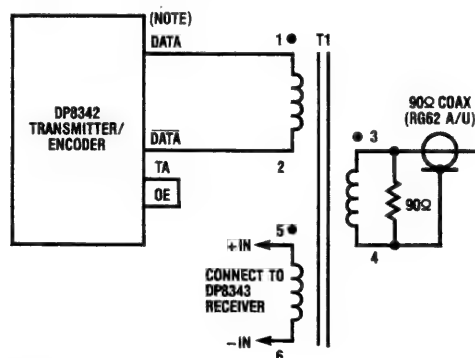 (NOTE)
DATA
1
T1
DP8342
TRANSMITTER/
ENCODER
90Ω COAX
(RG62 A/U)
DATA
2
3
TA
OE
90Ω
4
5
+IN
CONNECT TO
DP8343
RECEIVER
−IN
6